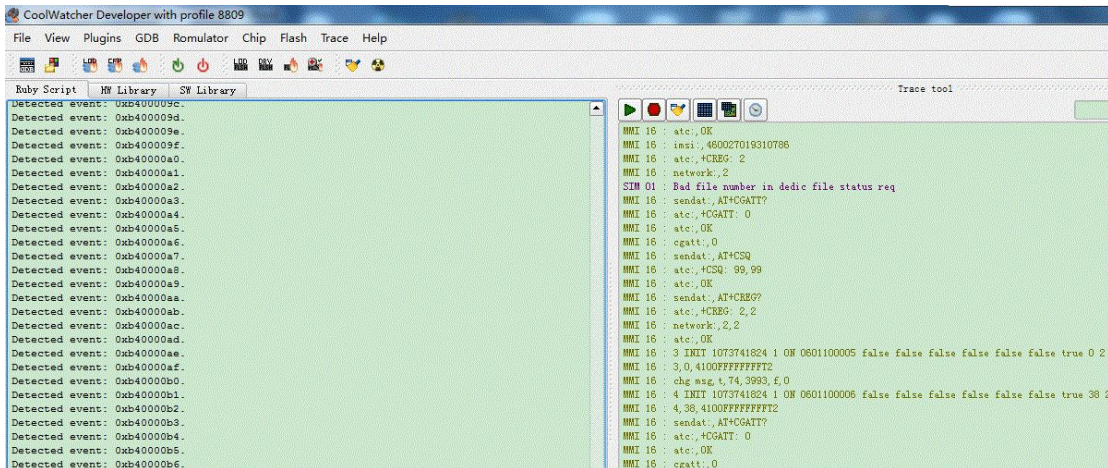 CoolWatcher Developer with profile 8809
File View Plugins GDB Romulator Chip Flash Trace Help
Ruby Script HW Library SW Library
Trace tool
Detected event: 0xb400009c.
Detected event: 0xb400009d.
Detected event: 0xb400009e.
Detected event: 0xb400009f.
Detected event: 0xb40000a0.
Detected event: 0xb40000a1.
Detected event: 0xb40000a2.
Detected event: 0xb40000a3.
Detected event: 0xb40000a4.
Detected event: 0xb40000a5.
Detected event: 0xb40000a6.
Detected event: 0xb40000a7.
Detected event: 0xb40000a8.
Detected event: 0xb40000a9.
Detected event: 0xb40000aa.
Detected event: 0xb40000ab.
Detected event: 0xb40000ac.
Detected event: 0xb40000ad.
Detected event: 0xb40000ae.
Detected event: 0xb40000af.
Detected event: 0xb40000b0.
Detected event: 0xb40000b1.
Detected event: 0xb40000b2.
Detected event: 0xb40000b3.
Detected event: 0xb40000b4.
Detected event: 0xb40000b5.
Detected event: 0xb40000b6.
MMI 16 : atc:,OK
MMI 16 : imsi:,460027019310786
MMI 16 : atc:,+CREG: 2
MMI 16 : network:,2
SIM 01 : Bad file number in dedic file status req
MMI 16 : sendat:,AT+CGATT?
MMI 16 : atc:,+CGATT: 0
MMI 16 : atc:,OK
MMI 16 : cgatt:,0
MMI 16 : sendat:,AT+CSQ
MMI 16 : atc:,+CSQ: 99,99
MMI 16 : atc:,OK
MMI 16 : sendat:,AT+CREG?
MMI 16 : atc:,+CREG: 2,2
MMI 16 : network:,2,2
MMI 16 : atc:,OK
MMI 16 : 3 INIT 1073741824 1 ON 0601100005 false false false false false false true 0 2
MMI 16 : 3,0,4100FFFFFFFFT2
MMI 16 : chg msg,t,74,3993,f,0
MMI 16 : 4 INIT 1073741824 1 ON 0601100006 false false false false false false true 38 2
MMI 16 : 4,38,4100FFFFFFFFT2
MMI 16 : sendat:,AT+CGATT?
MMI 16 : atc:,+CGATT: 0
MMI 16 : atc:,OK
MMI 16 : cgatt:,0